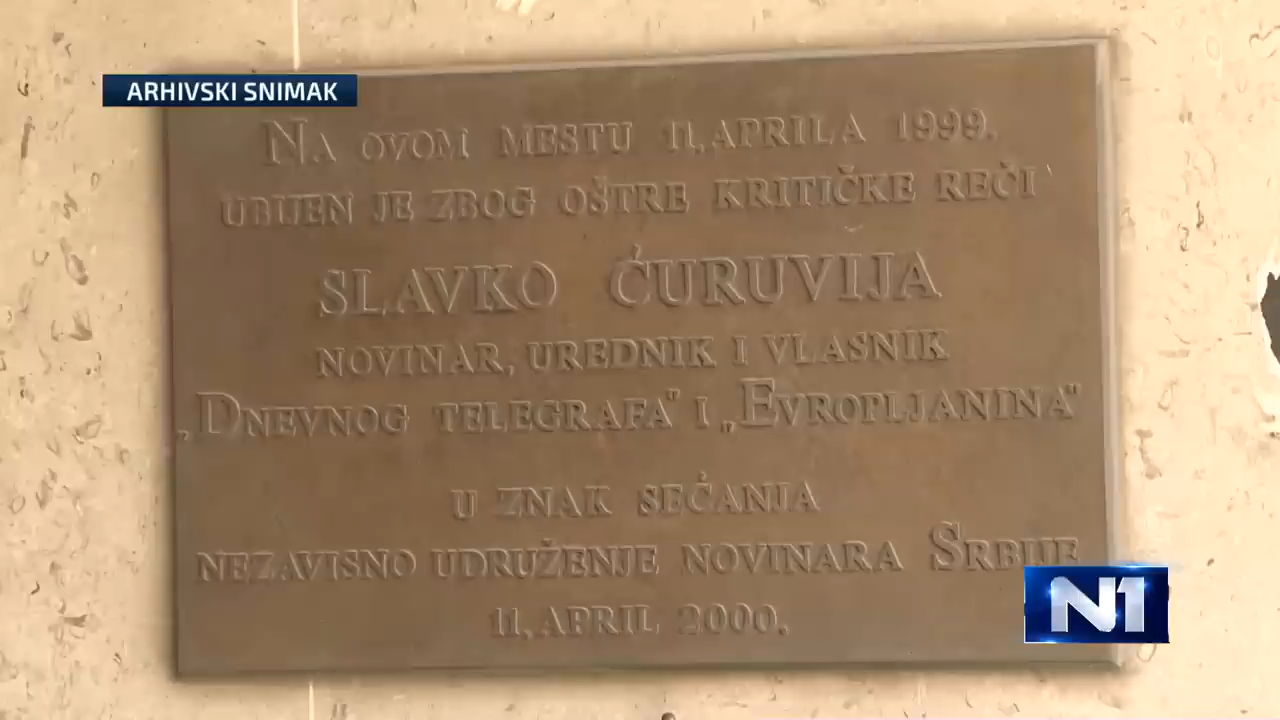 ARHIVSKI SNIMAK
NA OVOM MESTU 11. APRILA 1999.
UBIJEN JE ZBOG OŠTRE KRITIČKE REČI
SLAVKO ĆURUVIJA
NOVINAR, UREDNIK I VLASNIK
„DNEVNOG TELEGRAFA" I „EVROPLJANINA"
U ZNAK SEĆANJA
NEZAVISNO UDRUŽENJE NOVINARA SRBIJE
11. APRIL 2000.
N1